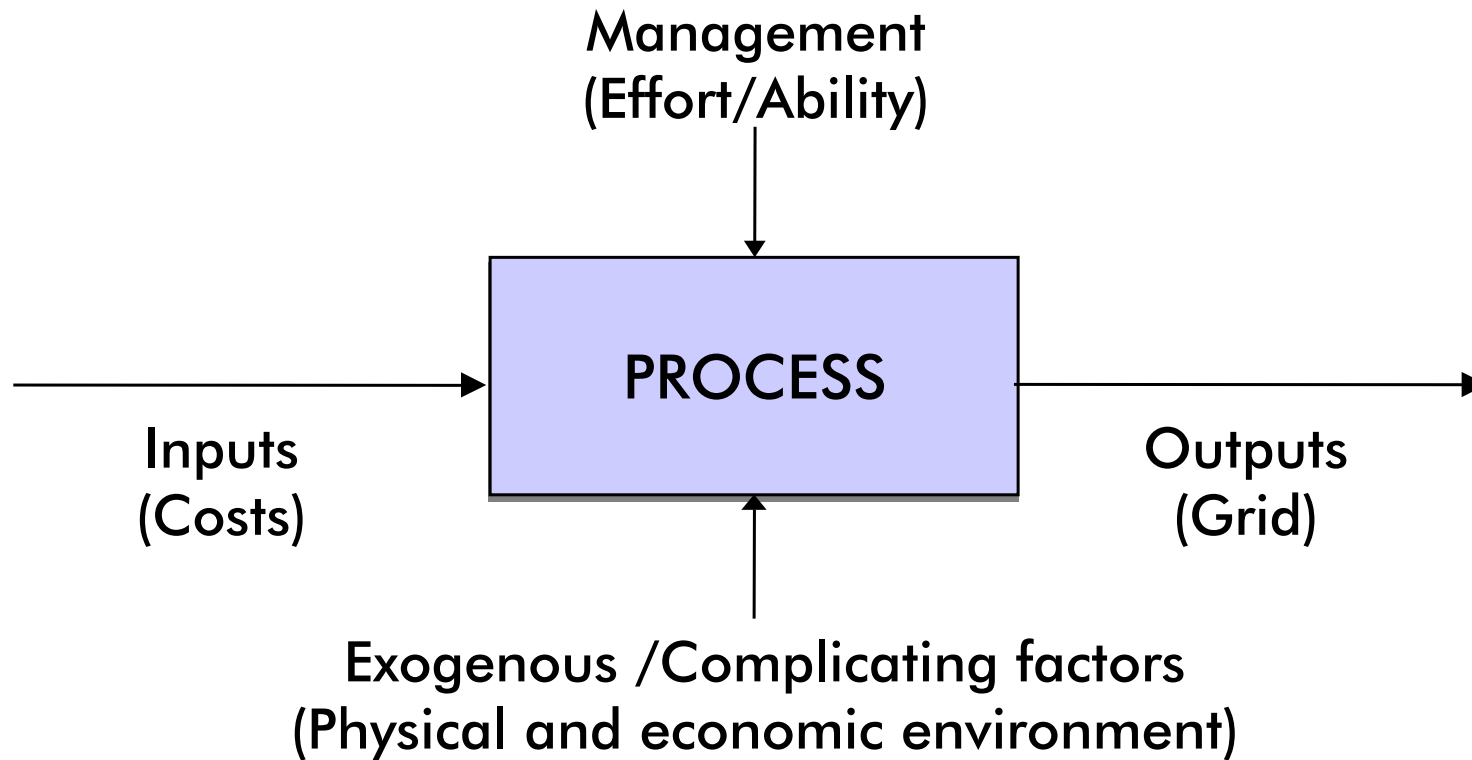 Management
(Effort/Ability)
PROCESS
Inputs
(Costs)
Outputs
(Grid)
Exogenous /Complicating factors
(Physical and economic environment)